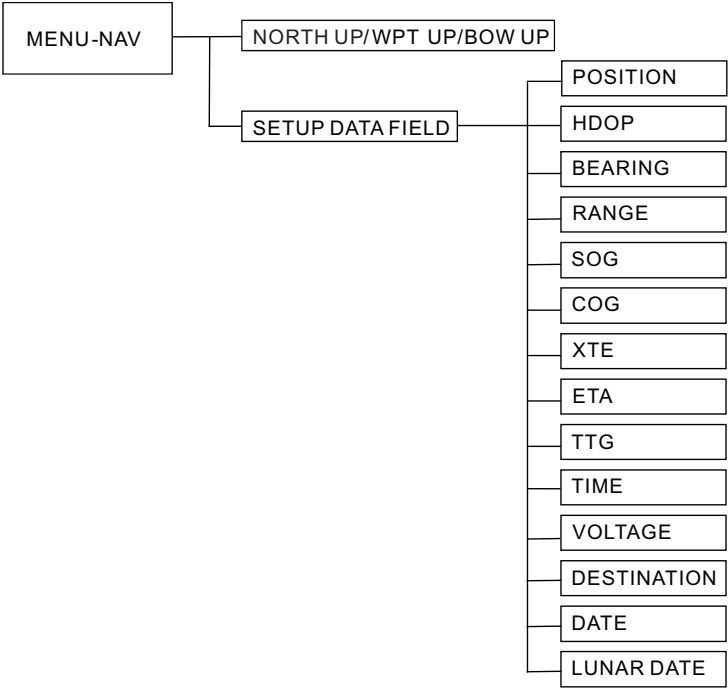 MENU-NAV
NORTH UP/WPT UP/BOW UP
SETUP DATA FIELD
POSITION
HDOP
BEARING
RANGE
SOG
COG
XTE
ETA
TTG
TIME
VOLTAGE
DESTINATION
DATE
LUNAR DATE